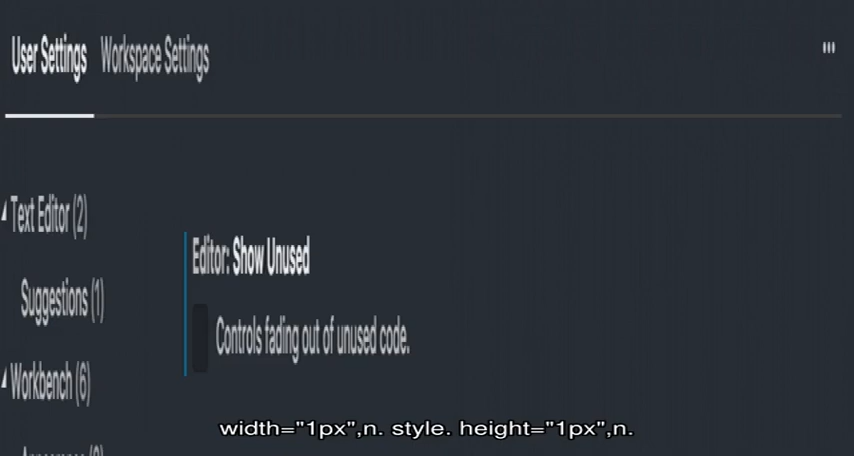 User Settings Workspace Settings
Text Editor (2)
Editor: Show Unused
Suggestions (1)
Controls fading out of unused code.
Workbench (6)
width="1px",n. style. height="1px",n.